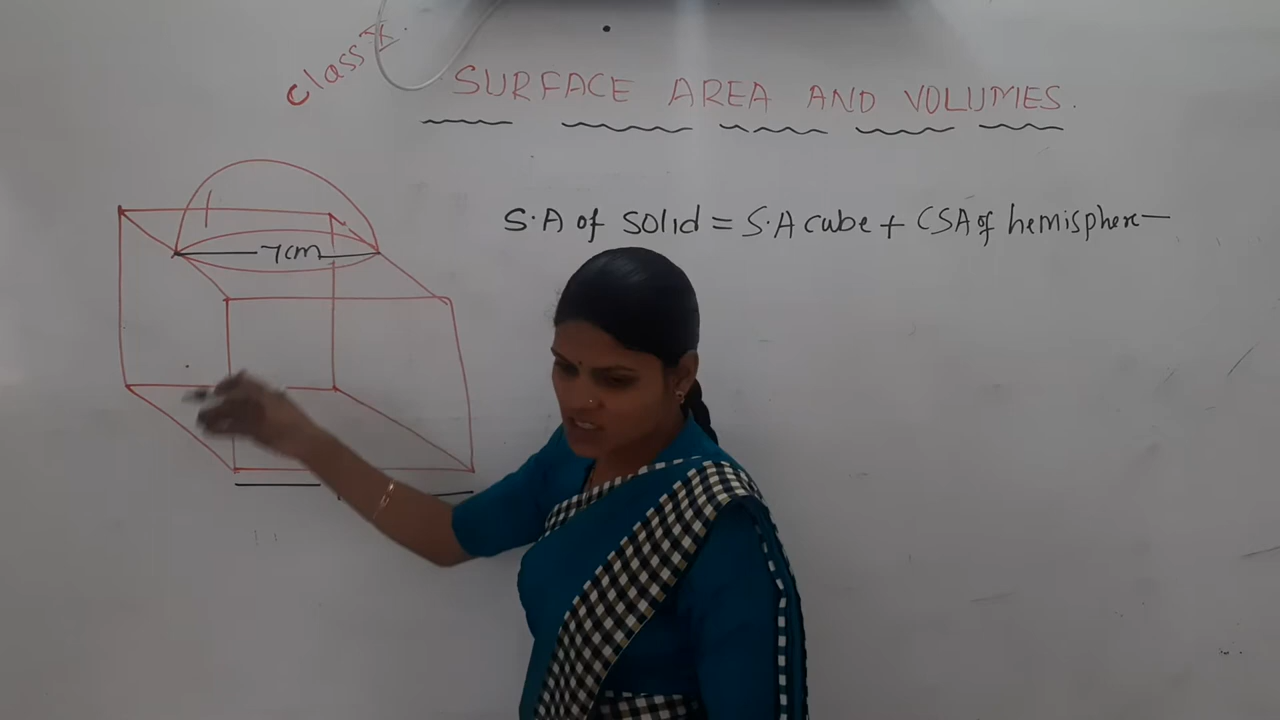 Class X.
SURFACE AREA AND VOLUMES.
S.A of solid = S.A cube + CSA of hemisphere —
7cm